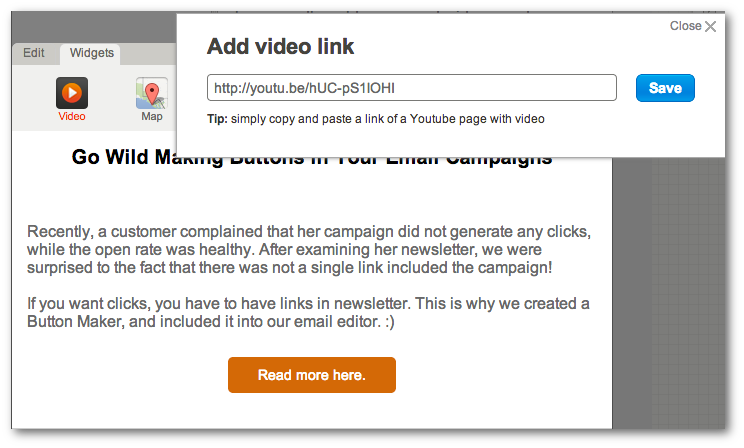 Close
Add video link
Edit
Widgets
http://youtu.be/hUC-pS1IOHI
Save
Video
Map
Tip: simply copy and paste a link of a Youtube page with video
Go Wild Making Buttons in Your Email Campaigns
Recently, a customer complained that her campaign did not generate any clicks,
while the open rate was healthy. After examining her newsletter, we were
surprised to the fact that there was not a single link included the campaign!
If you want clicks, you have to have links in newsletter. This is why we created a
Button Maker, and included it into our email editor. :)
Read more here.